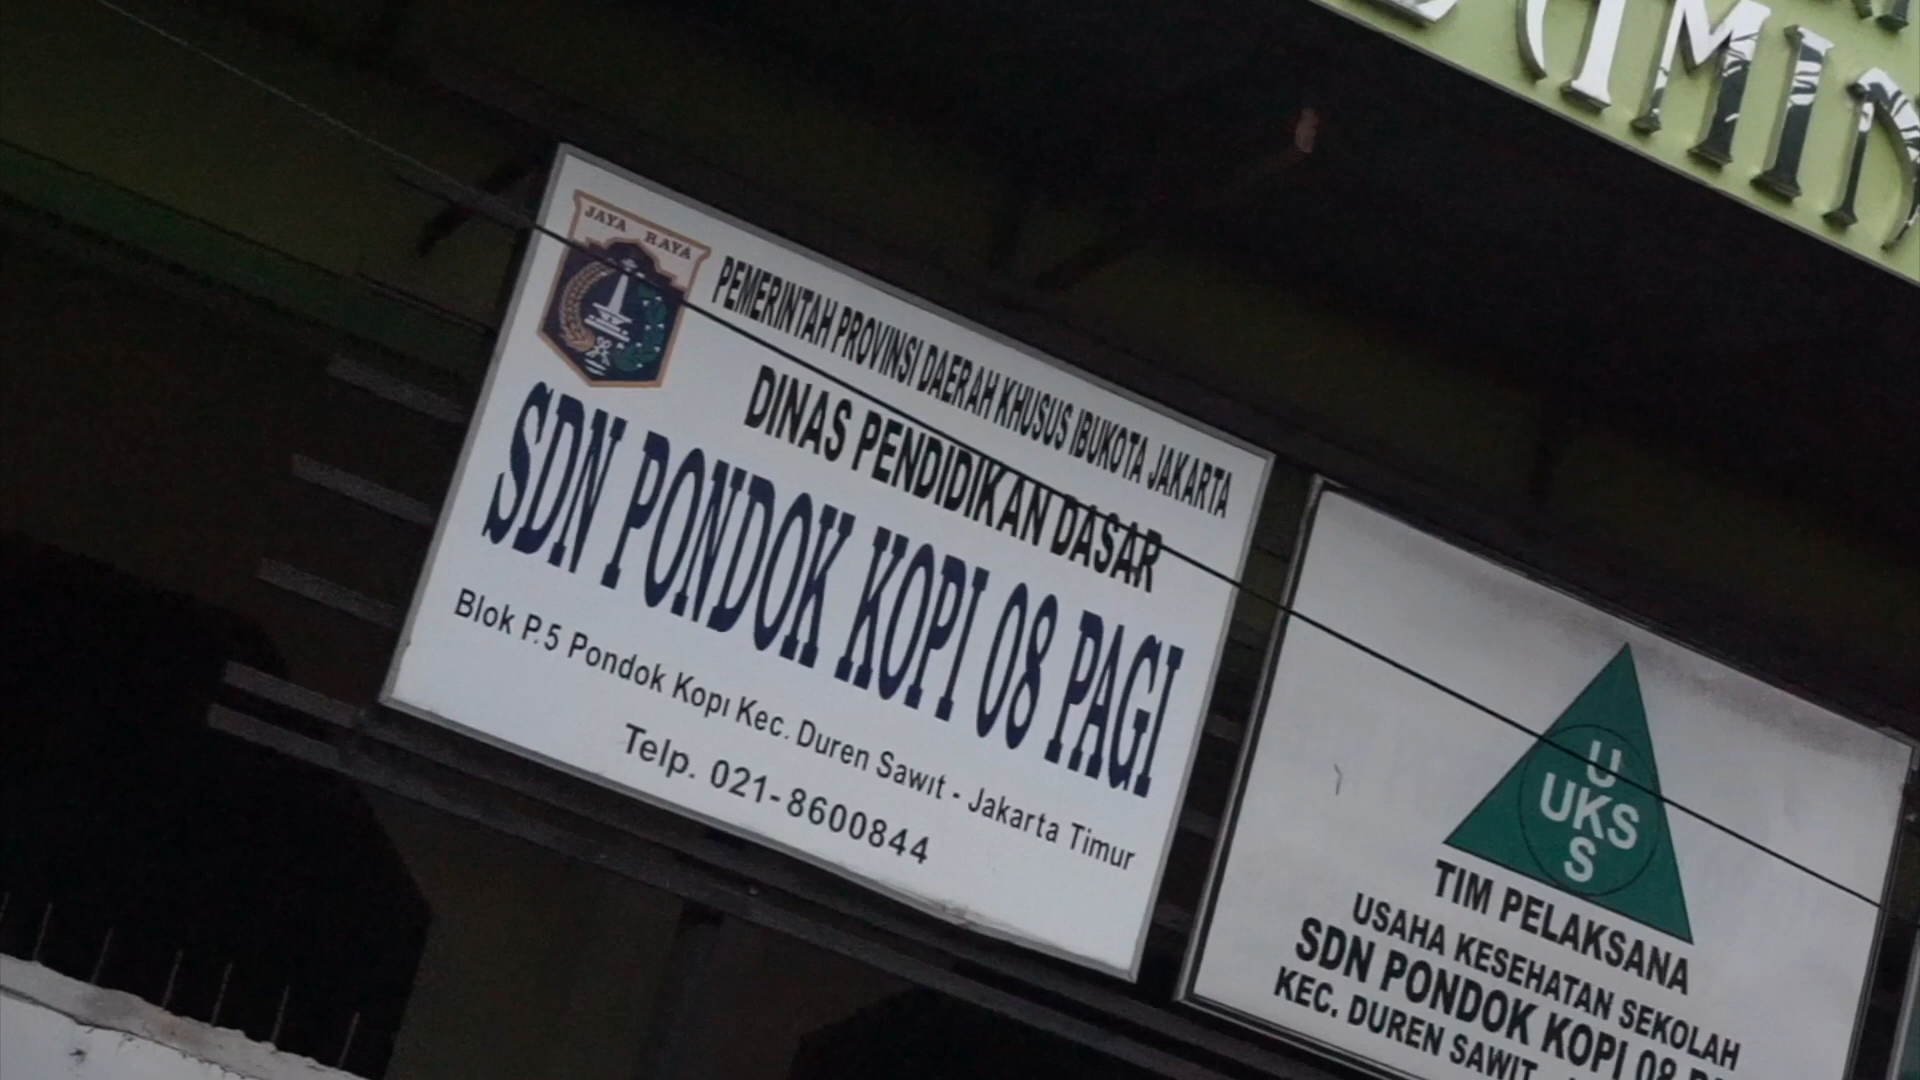 JAYA RAYA
PEMERINTAH PROVINSI DAERAH KHUSUS IBUKOTA JAKARTA
DINAS PENDIDIKAN DASAR
SDN PONDOK KOPI 08 PAGI
Blok P.5 Pondok Kopi Kec. Duren Sawit - Jakarta Timur
Telp. 021-8600844
U
UKS
S
TIM PELAKSANA
USAHA KESEHATAN SEKOLAH
SDN PONDOK KOPI 08
KEC. DUREN SAWIT